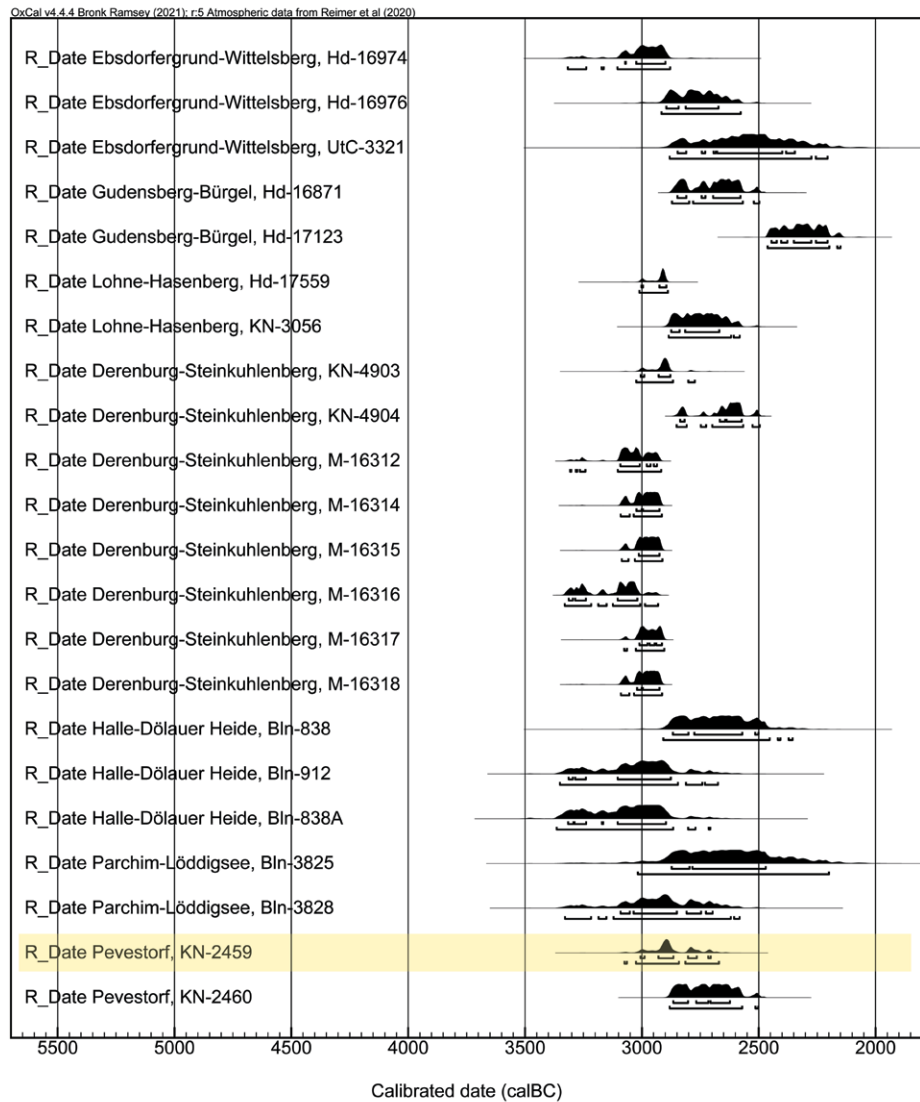 OxCal v4.4.4 Bronk Ramsey (2021); r:5 Atmospheric data from Reimer et al (2020)
R_Date Ebsdorfergrund-Wittelsberg, Hd-16974
R_Date Ebsdorfergrund-Wittelsberg, Hd-16976
R_Date Ebsdorfergrund-Wittelsberg, UtC-3321
R_Date Gudensberg-Bürgel, Hd-16871
R_Date Gudensberg-Bürgel, Hd-17123
R_Date Lohne-Hasenberg, Hd-17559
R_Date Lohne-Hasenberg, KN-3056
R_Date Derenburg-Steinkuhlenberg, KN-4903
R_Date Derenburg-Steinkuhlenberg, KN-4904
R_Date Derenburg-Steinkuhlenberg, M-16312
R_Date Derenburg-Steinkuhlenberg, M-16314
R_Date Derenburg-Steinkuhlenberg, M-16315
R_Date Derenburg-Steinkuhlenberg, M-16316
R_Date Derenburg-Steinkuhlenberg, M-16317
R_Date Derenburg-Steinkuhlenberg, M-16318
R_Date Halle-Dölauer Heide, Bln-838
R_Date Halle-Dölauer Heide, Bln-912
R_Date Halle-Dölauer Heide, Bln-838A
R_Date Parchim-Löddigsee, Bln-3825
R_Date Parchim-Löddigsee, Bln-3828
R_Date Pevestorf, KN-2459
R_Date Pevestorf, KN-2460
5500 5000 4500 4000 3500 3000 2500 2000
Calibrated date (calBC)